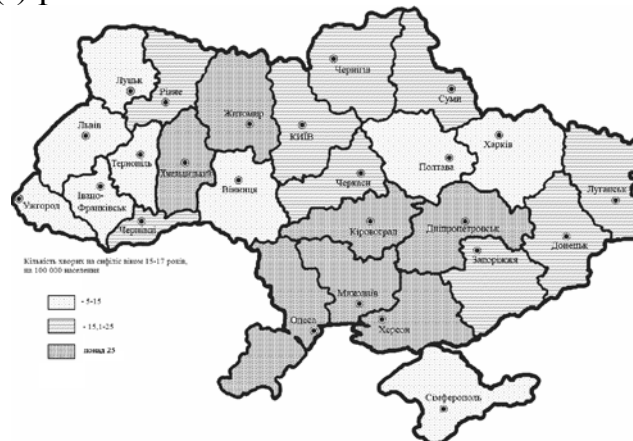 Чернігів
Суми
Луцьк
Рівне
Житомир
КИЇВ
Львів
Тернопіль
Хмельницький
Вінниця
Черкаси
Полтава
Харків
Луганськ
Ужгород
Івано-
Франківськ
Чернівці
Кіровоград
Дніпропетровськ
Донецьк
Запоріжжя
Миколаїв
Одеса
Херсон
Сімферополь
Кількість хворих на сифіліс віком 15-17 років,
на 100 000 населення
- 5-15
- 15,1-25
понад 25